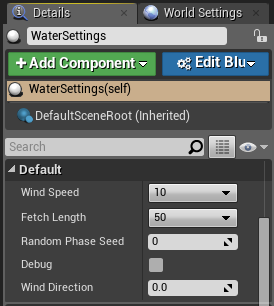 Details
World Settings
WaterSettings
+ Add Component
Edit Blu
WaterSettings(self)
DefaultSceneRoot (Inherited)
Search
Default
Wind Speed 10
Fetch Length 50
Random Phase Seed 0
Debug
Wind Direction 0.0